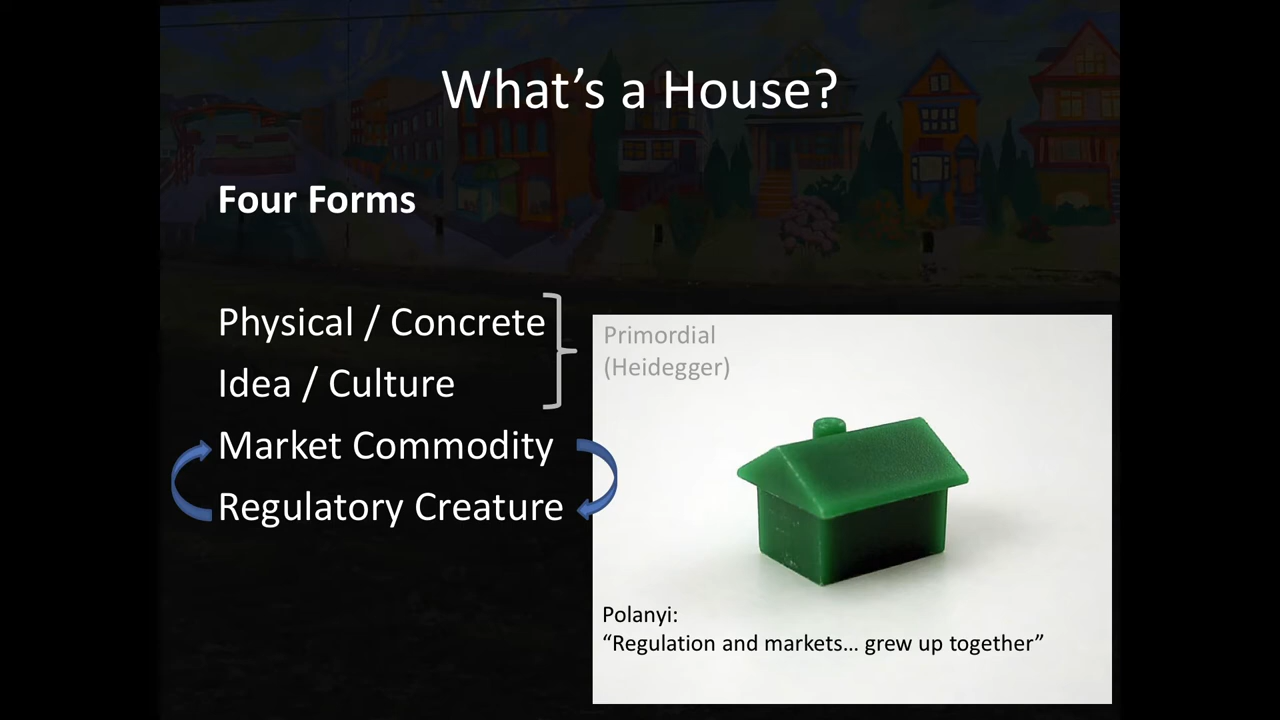 What’s a House?
Four Forms
Physical / Concrete
Idea / Culture
Market Commodity
Regulatory Creature
Primordial
(Heidegger)
Polanyi:
“Regulation and markets… grew up together”